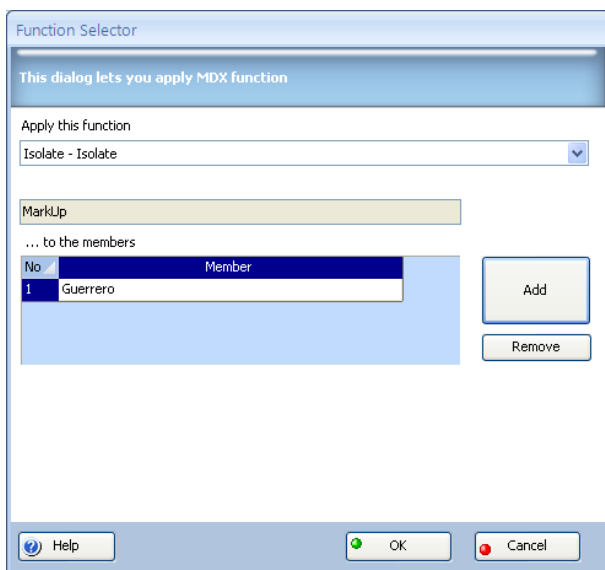 Function Selector
This dialog lets you apply MDX function
Apply this function
Isolate - Isolate
MarkUp
... to the members
No Member
1 Guerrero
Add
Remove
Help OK Cancel